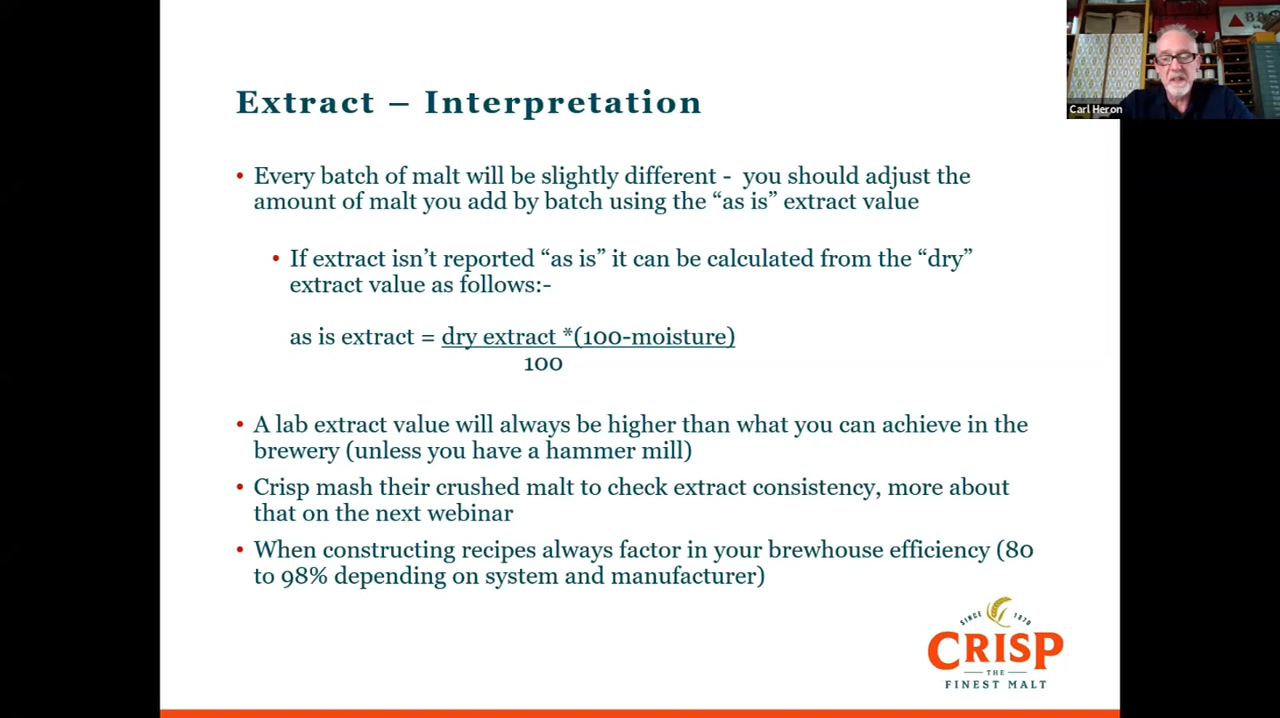 Extract – Interpretation
• Every batch of malt will be slightly different - you should adjust the
amount of malt you add by batch using the “as is” extract value
• If extract isn’t reported “as is” it can be calculated from the “dry”
extract value as follows:-
as is extract = dry extract *(100-moisture)
100
• A lab extract value will always be higher than what you can achieve in the
brewery (unless you have a hammer mill)
• Crisp mash their crushed malt to check extract consistency, more about
that on the next webinar
• When constructing recipes always factor in your brewhouse efficiency (80
to 98% depending on system and manufacturer)
SINCE 1870
CRISP
THE
FINEST MALT
Carl Heron